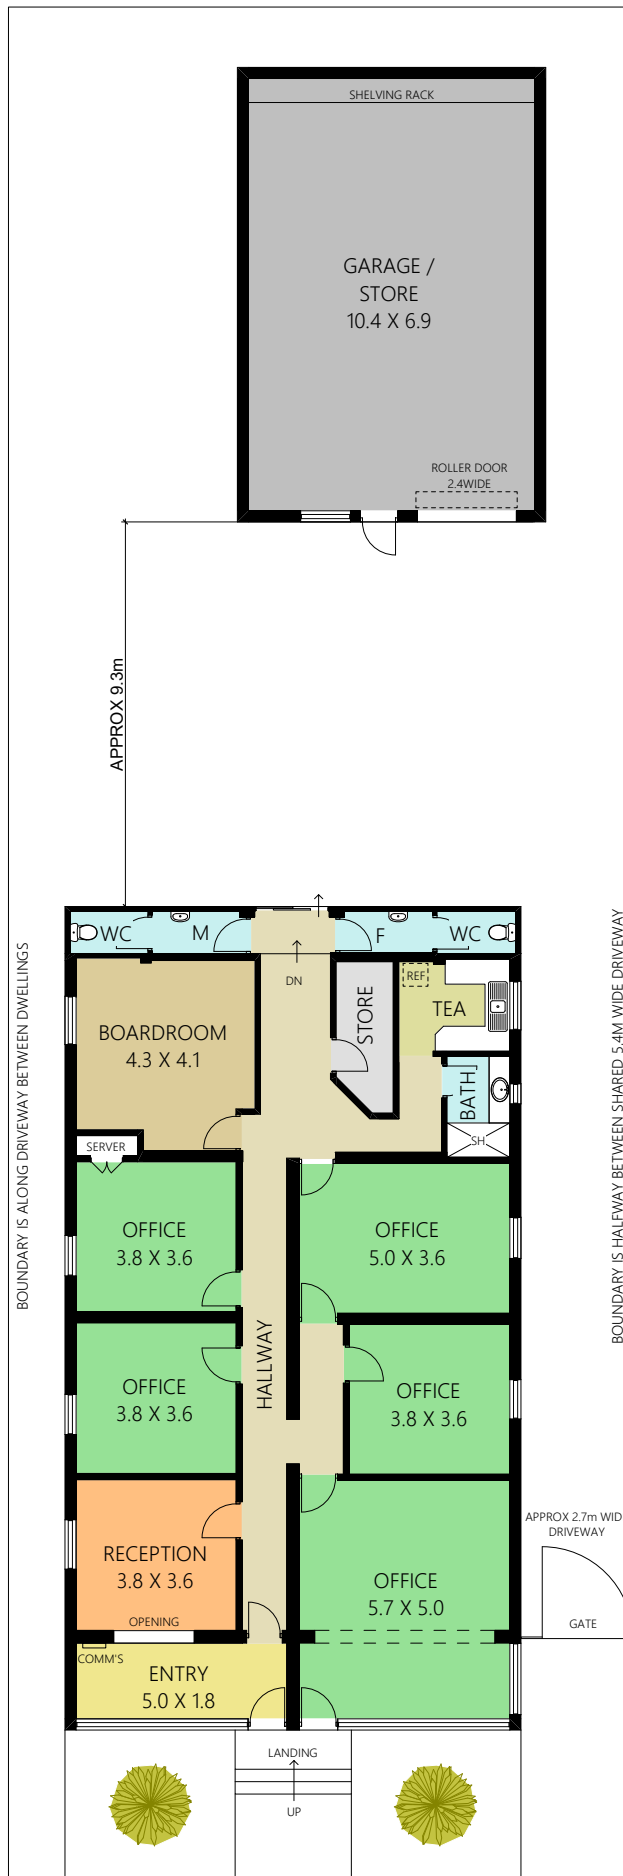 SHELVING RACK
GARAGE /
STORE
10.4 X 6.9
ROLLER DOOR
2.4WIDE
APPROX 9.3m
BOUNDARY IS ALONG DRIVEWAY BETWEEN DWELLINGS
BOUNDARY IS HALFWAY BETWEEN SHARED 5.4M WIDE DRIVEWAY
WC
M
F
WC
DN
REF
STORE
TEA
BOARDROOM
4.3 X 4.1
BATH
SERVER
SH
OFFICE
3.8 X 3.6
OFFICE
5.0 X 3.6
HALLWAY
OFFICE
3.8 X 3.6
OFFICE
3.8 X 3.6
RECEPTION
3.8 X 3.6
OPENING
OFFICE
5.7 X 5.0
APPROX 2.7m WID
DRIVEWAY
GATE
COMM'S
ENTRY
5.0 X 1.8
LANDING
UP